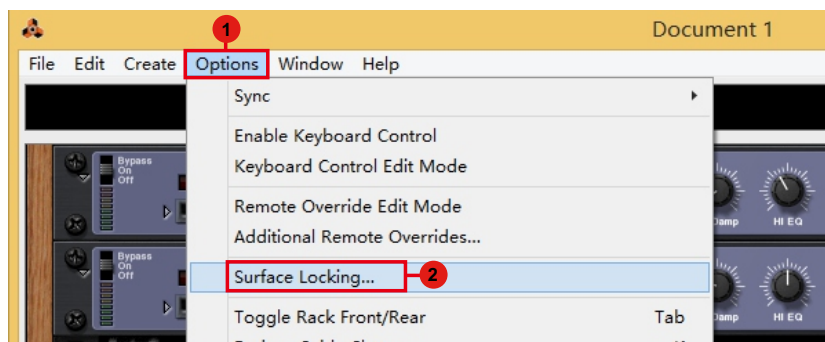 1
Document 1
File Edit Create Options Window Help
Sync
Enable Keyboard Control
Keyboard Control Edit Mode
Remote Override Edit Mode
Additional Remote Overrides...
Surface Locking... 2
Toggle Rack Front/Rear Tab
Bypass
On
Off
Damp HI EQ
Bypass
On
Off
Damp HI EQ